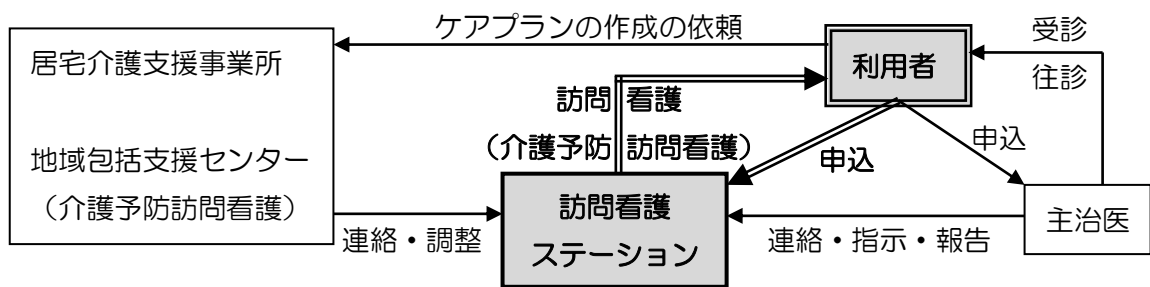 ケアプランの作成の依頼
居宅介護支援事業所
地域包括支援センター
（介護予防訪問看護）
利用者
受診
往診
訪問看護
（介護予防訪問看護）
申込
申込
訪問看護
ステーション
主治医
連絡・調整
連絡・指示・報告